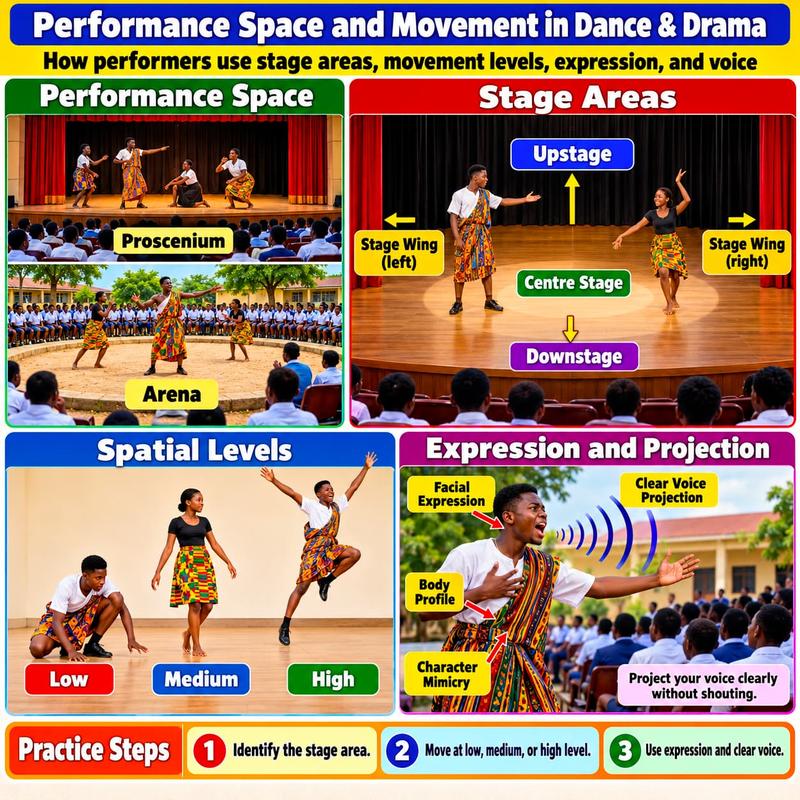 Performance Space and Movement in Dance & Drama
How performers use stage areas, movement levels, expression, and voice
Performance Space
Proscenium
Arena
Stage Areas
Upstage
Stage Wing
(left)
Stage Wing
(right)
Centre Stage
Downstage
Spatial Levels
Low
Medium
High
Expression and Projection
Facial
Expression
Clear Voice
Projection
Body
Profile
Character
Mimicry
Project your voice clearly
without shouting.
Practice Steps
1 Identify the stage area.
2 Move at low, medium, or high level.
3 Use expression and clear voice.